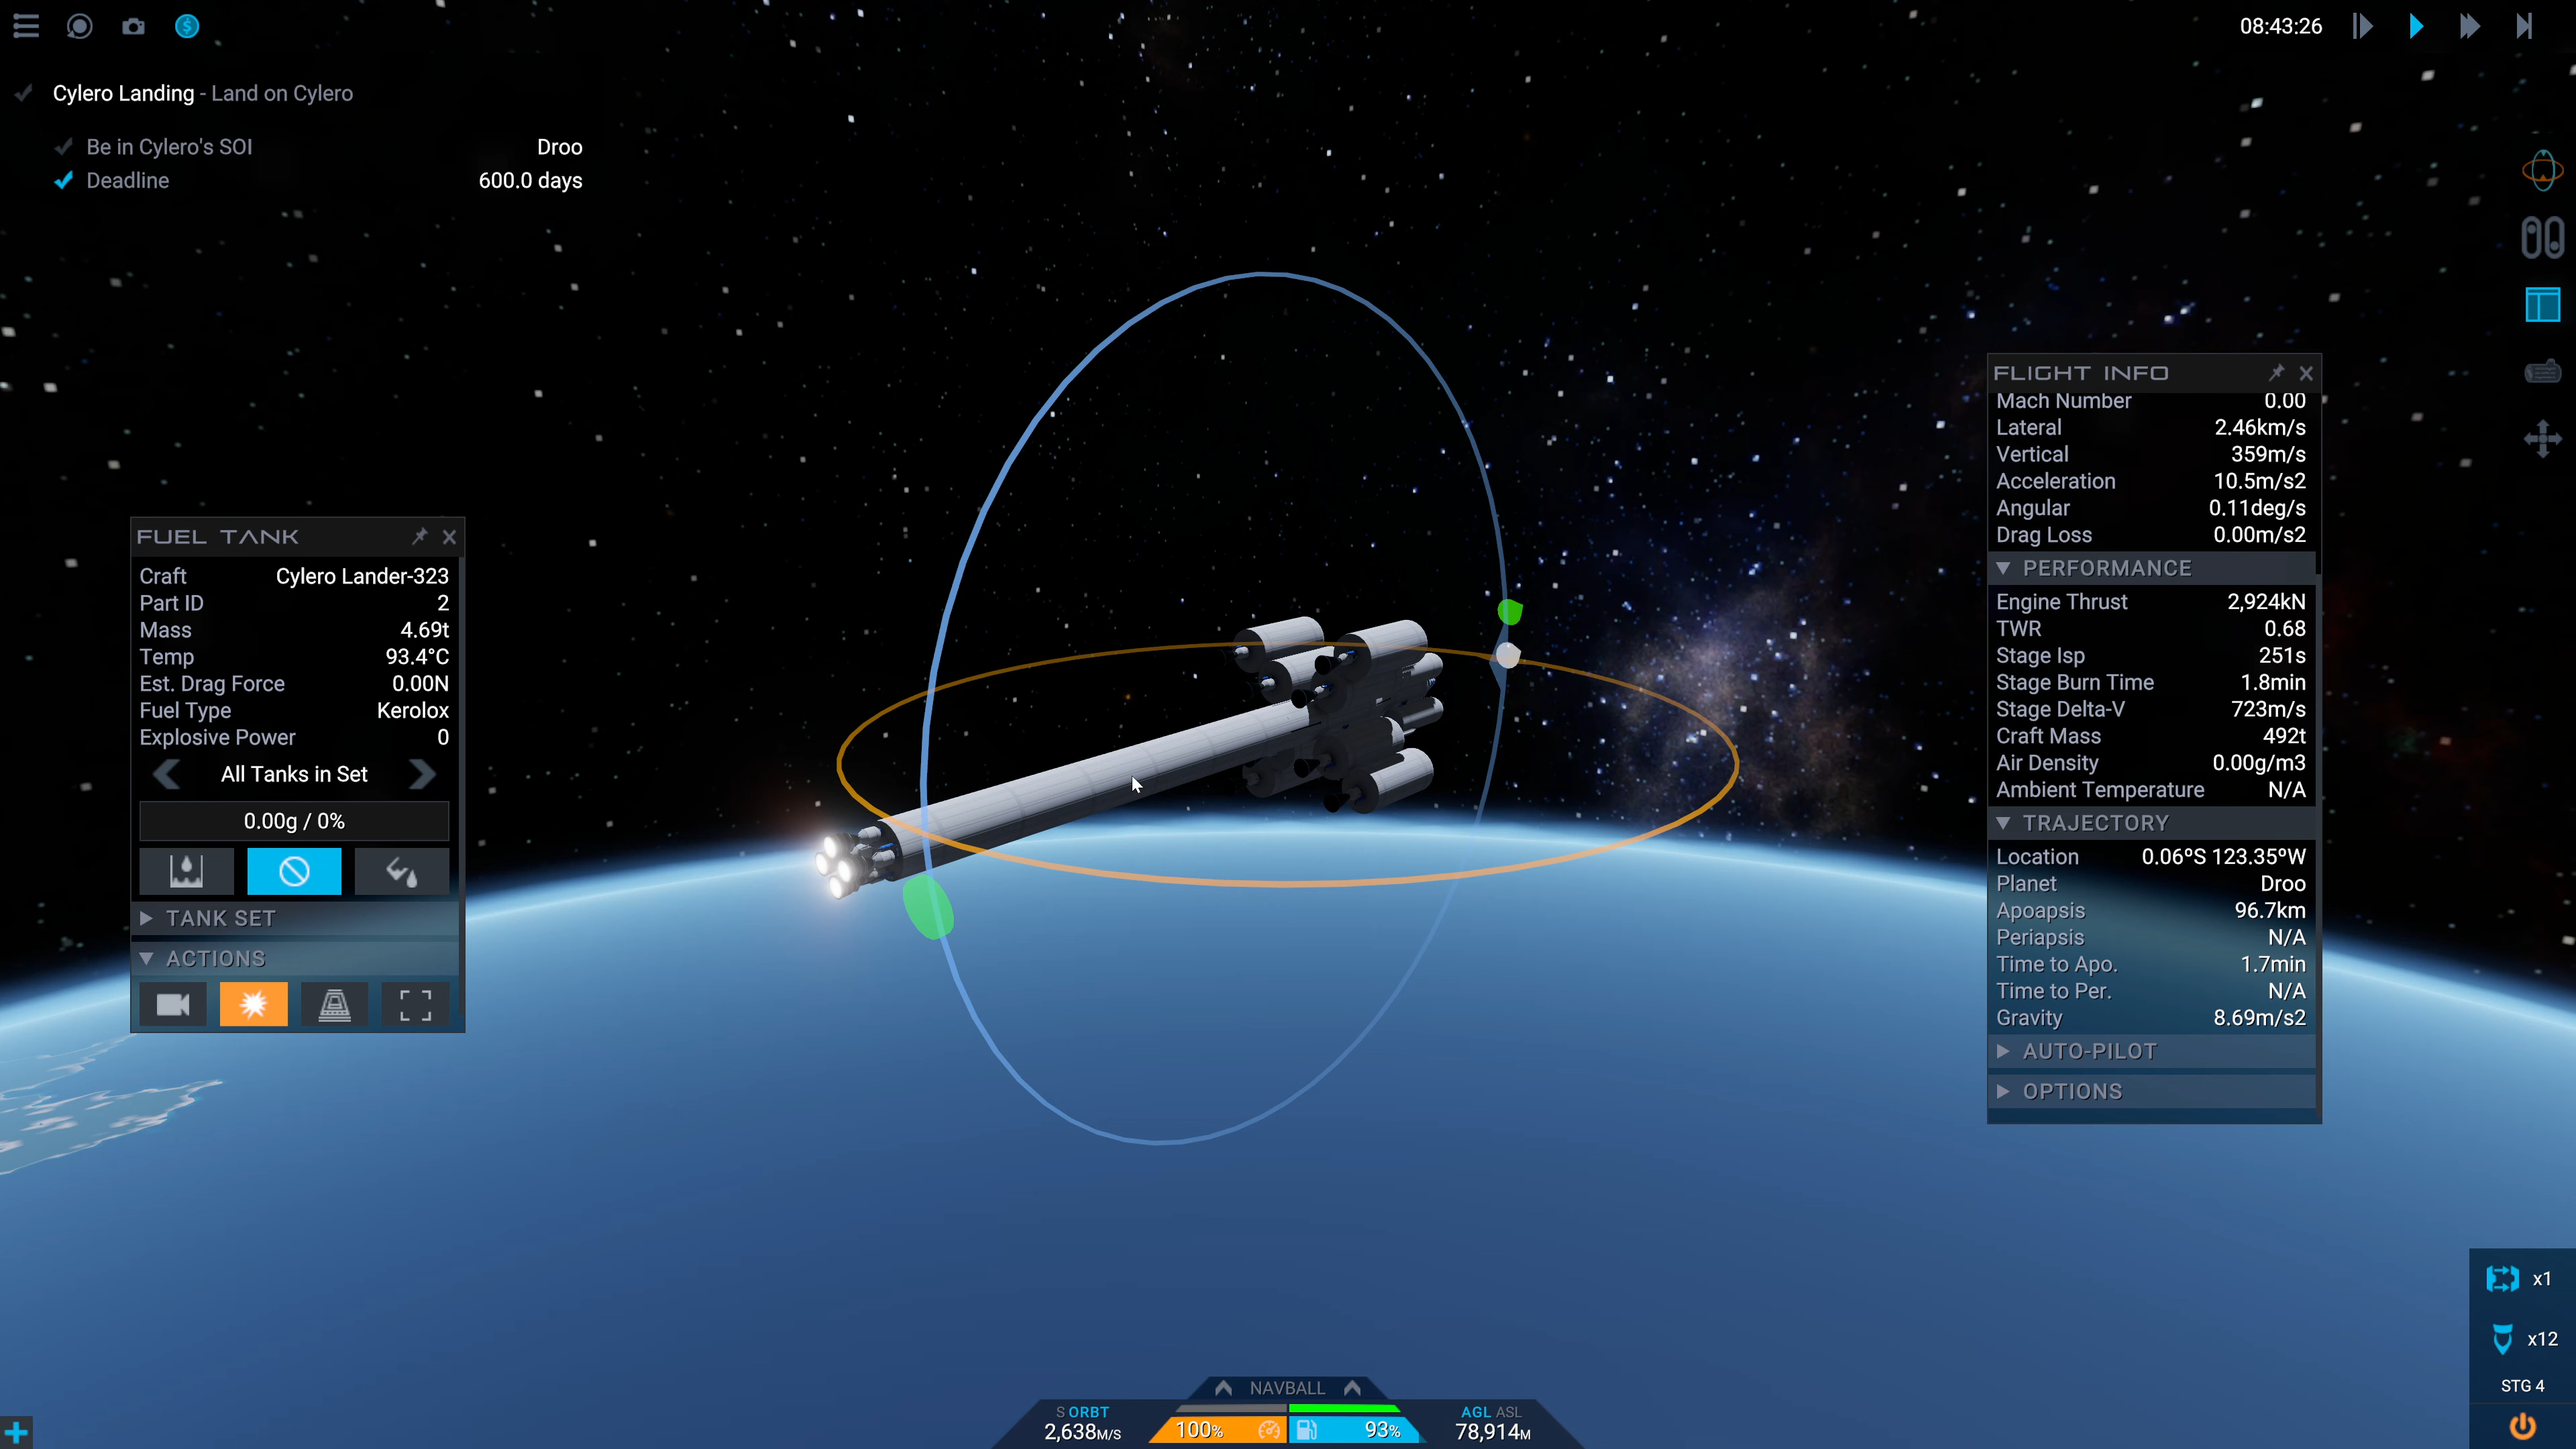 08:43:26
Cylero Landing - Land on Cylero
Be in Cylero's SOI Droo
Deadline 600.0 days
FUEL TANK
Craft Cylero Lander-323
Part ID 2
Mass 4.69t
Temp 93.4°C
Est. Drag Force 0.00N
Fuel Type Kerolox
Explosive Power 0
All Tanks in Set
0.00g / 0%
TANK SET
ACTIONS
FLIGHT INFO
Mach Number 0.00
Lateral 2.46km/s
Vertical 359m/s
Acceleration 10.5m/s2
Angular 0.11deg/s
Drag Loss 0.00m/s2
PERFORMANCE
Engine Thrust 2,924kN
TWR 0.68
Stage Isp 251s
Stage Burn Time 1.8min
Stage Delta-V 723m/s
Craft Mass 492t
Air Density 0.00g/m3
Ambient Temperature N/A
TRAJECTORY
Location 0.06°S 123.35°W
Planet Droo
Apoapsis 96.7km
Periapsis N/A
Time to Apo. 1.7min
Time to Per. N/A
Gravity 8.69m/s2
AUTO-PILOT
OPTIONS
x1
x12
STG 4
NAVBALL
S ORBT
2,638M/S
100%
93%
AGL ASL
78,914M